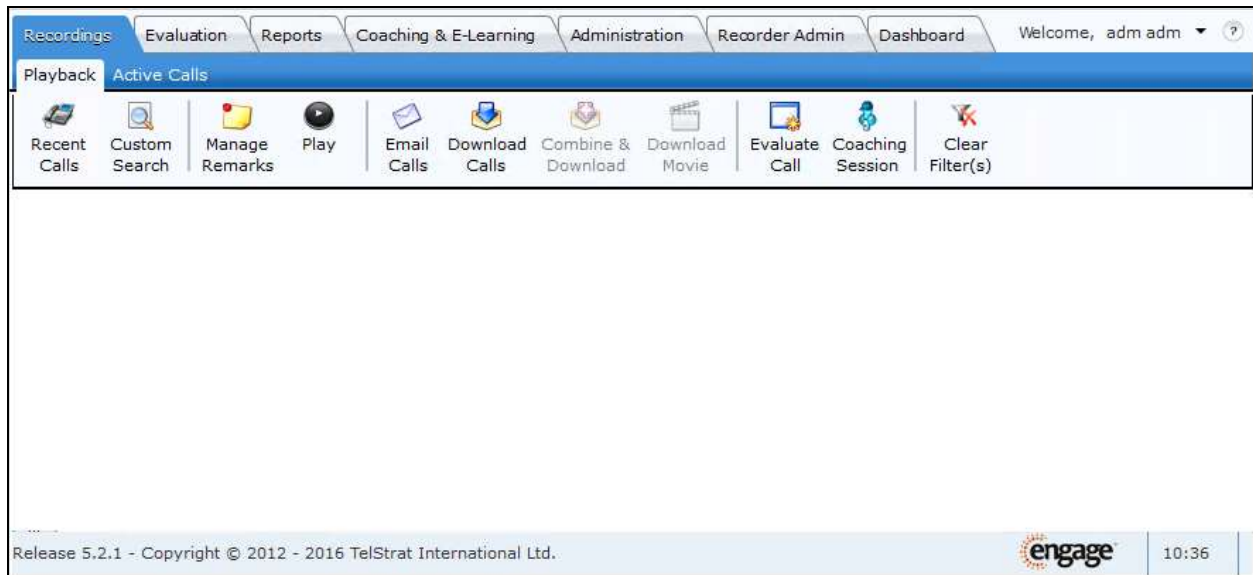 Recordings Evaluation Reports Coaching & E-Learning Administration Recorder Admin Dashboard Welcome, adm adm ?
Playback Active Calls
Recent Calls
Custom Search
Manage Remarks
Play
Email Calls
Download Calls
Combine & Download
Download Movie
Evaluate Call
Coaching Session
Clear Filter(s)
Release 5.2.1 - Copyright © 2012 - 2016 TelStrat International Ltd.
engage
10:36